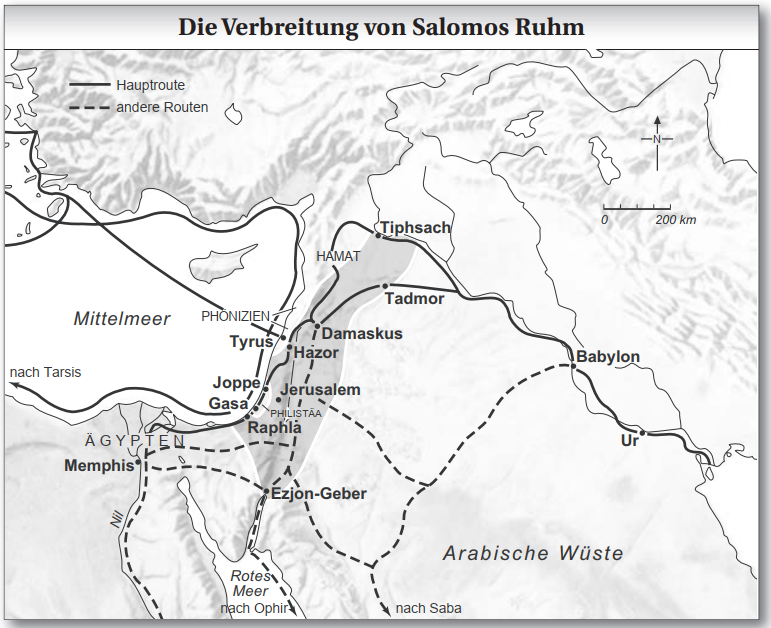 Die Verbreitung von Salomos Ruhm
Hauptroute
andere Routen
N
0 200 km
Tiphsach
HAMAT
Tadmor
Mittelmeer
PHÖNIZIEN
Damaskus
Tyrus
Hazor
Babylon
nach Tarsis
Joppe
Jerusalem
Gasa
PHILISTÄA
Raphia
ÄGYPTEN
Ur
Memphis
Ezjon-Geber
Nil
Arabische Wüste
Rotes
Meer
nach Ophir
nach Saba